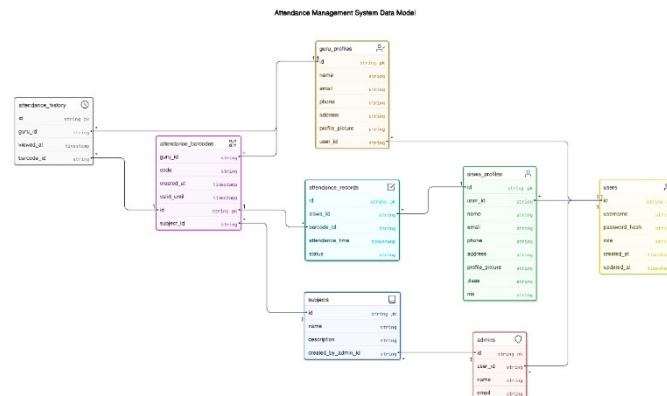 Attendance Management System Data Model
guru_profiles
id string pk
name string
email string
phone string
address string
profile_picture string
user_id string
attendance_history
id string pk
guru_id string
viewed_at timestamp
barcode_id string
attendance_barcodes
guru_id string
code string
created_at timestamp
valid_until timestamp
id string pk
subject_id string
attendance_records
id string pk
siswa_id string
barcode_id string
attendance_time timestamp
status string
siswa_profiles
id string pk
user_id string
name string
email string
phone string
address string
profile_picture string
string
string
users
id string
username string
password_hash string
role
created_at
updated_at
subjects
id string pk
name string
description string
created_by_admin_id string
admins
id string pk
user_id string
name string
email string